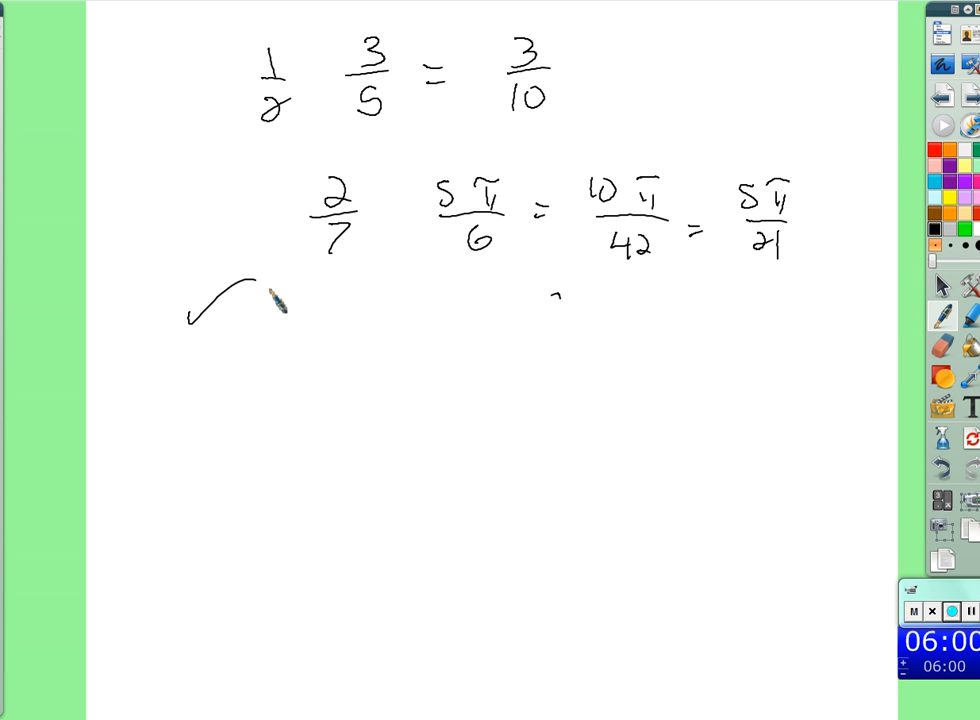 1/2 3/5 = 3/10
2/7 5π/6 = 10π/42 = 5π/21
T
M
06:00
06:00